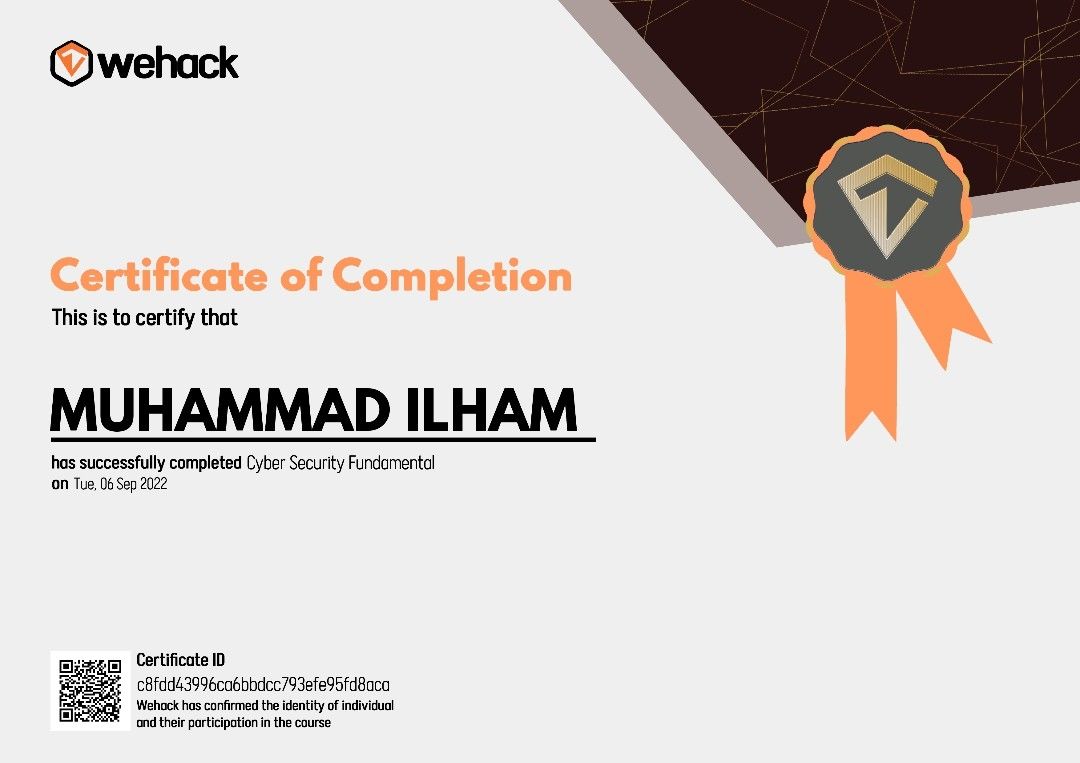 wehack
Certificate of Completion
This is to certify that
MUHAMMAD ILHAM
has successfully completed Cyber Security Fundamental
on Tue, 06 Sep 2022
Certificate ID
c8fdd43996ca6bbdcc793efe95fd8aca
Wehack has confirmed the identity of individual
and their participation in the course